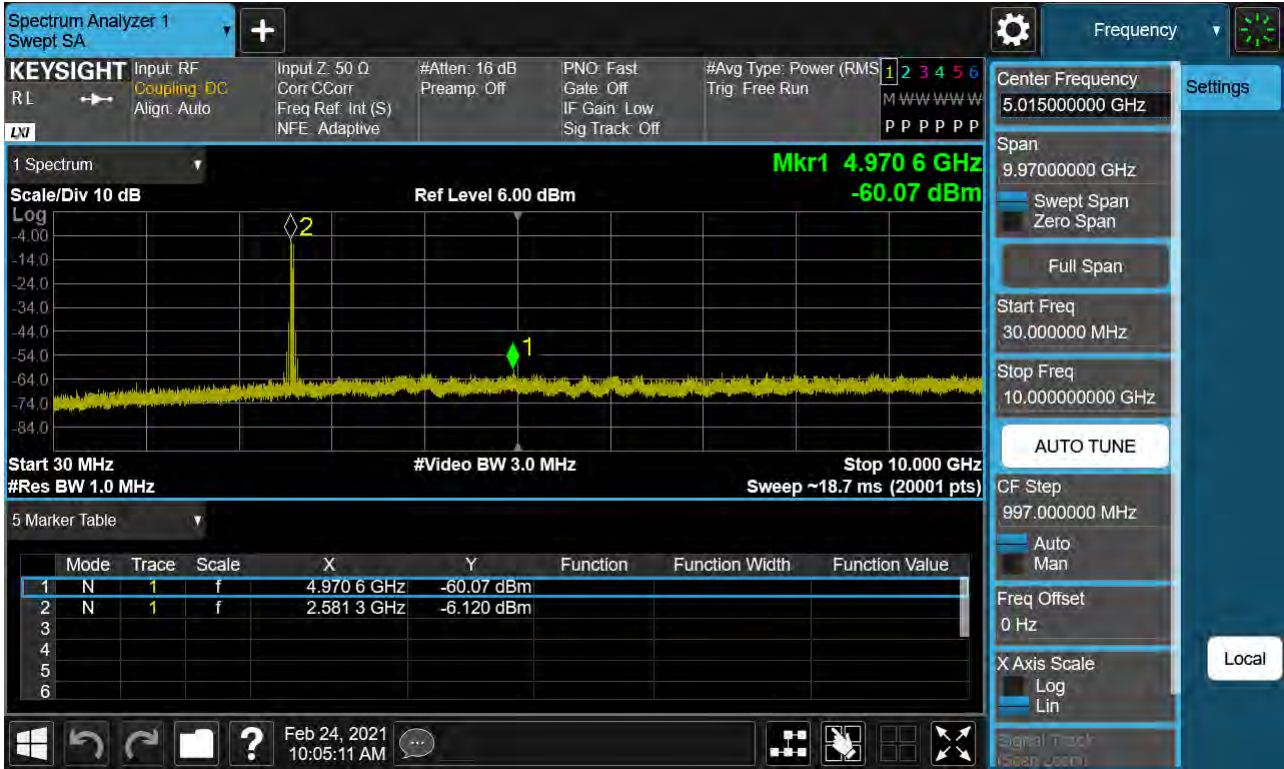 Spectrum Analyzer 1
Swept SA
Frequency
KEYSIGHT
R L
LXI
Input: RF
Coupling: DC
Align: Auto
Input Z: 50 Ω
Corr CCorr
Freq Ref: Int (S)
NFE: Adaptive
#Atten: 16 dB
Preamp: Off
PNO: Fast
Gate: Off
IF Gain: Low
Sig Track: Off
#Avg Type: Power (RMS
Trig: Free Run
1 2 3 4 5 6
M W W W W W
P P P P P P
1 Spectrum
Mkr1 4.970 6 GHz
-60.07 dBm
Scale/Div 10 dB
Ref Level 6.00 dBm
Log
-4.00
-14.0
-24.0
-34.0
-44.0
-54.0
-64.0
-74.0
-84.0
2
1
Start 30 MHz
#Video BW 3.0 MHz
Stop 10.000 GHz
#Res BW 1.0 MHz
Sweep ~18.7 ms (20001 pts)
5 Marker Table
Mode Trace Scale X Y Function Function Width Function Value
1 N 1 f 4.970 6 GHz -60.07 dBm
2 N 1 f 2.581 3 GHz -6.120 dBm
3
4
5
6
Feb 24, 2021
10:05:11 AM
Center Frequency
5.015000000 GHz
Span
9.97000000 GHz
Swept Span
Zero Span
Full Span
Start Freq
30.000000 MHz
Stop Freq
10.000000000 GHz
AUTO TUNE
CF Step
997.000000 MHz
Auto
Man
Freq Offset
0 Hz
X Axis Scale
Log
Lin
Signal Track
(Span Zoom)
Settings
Local